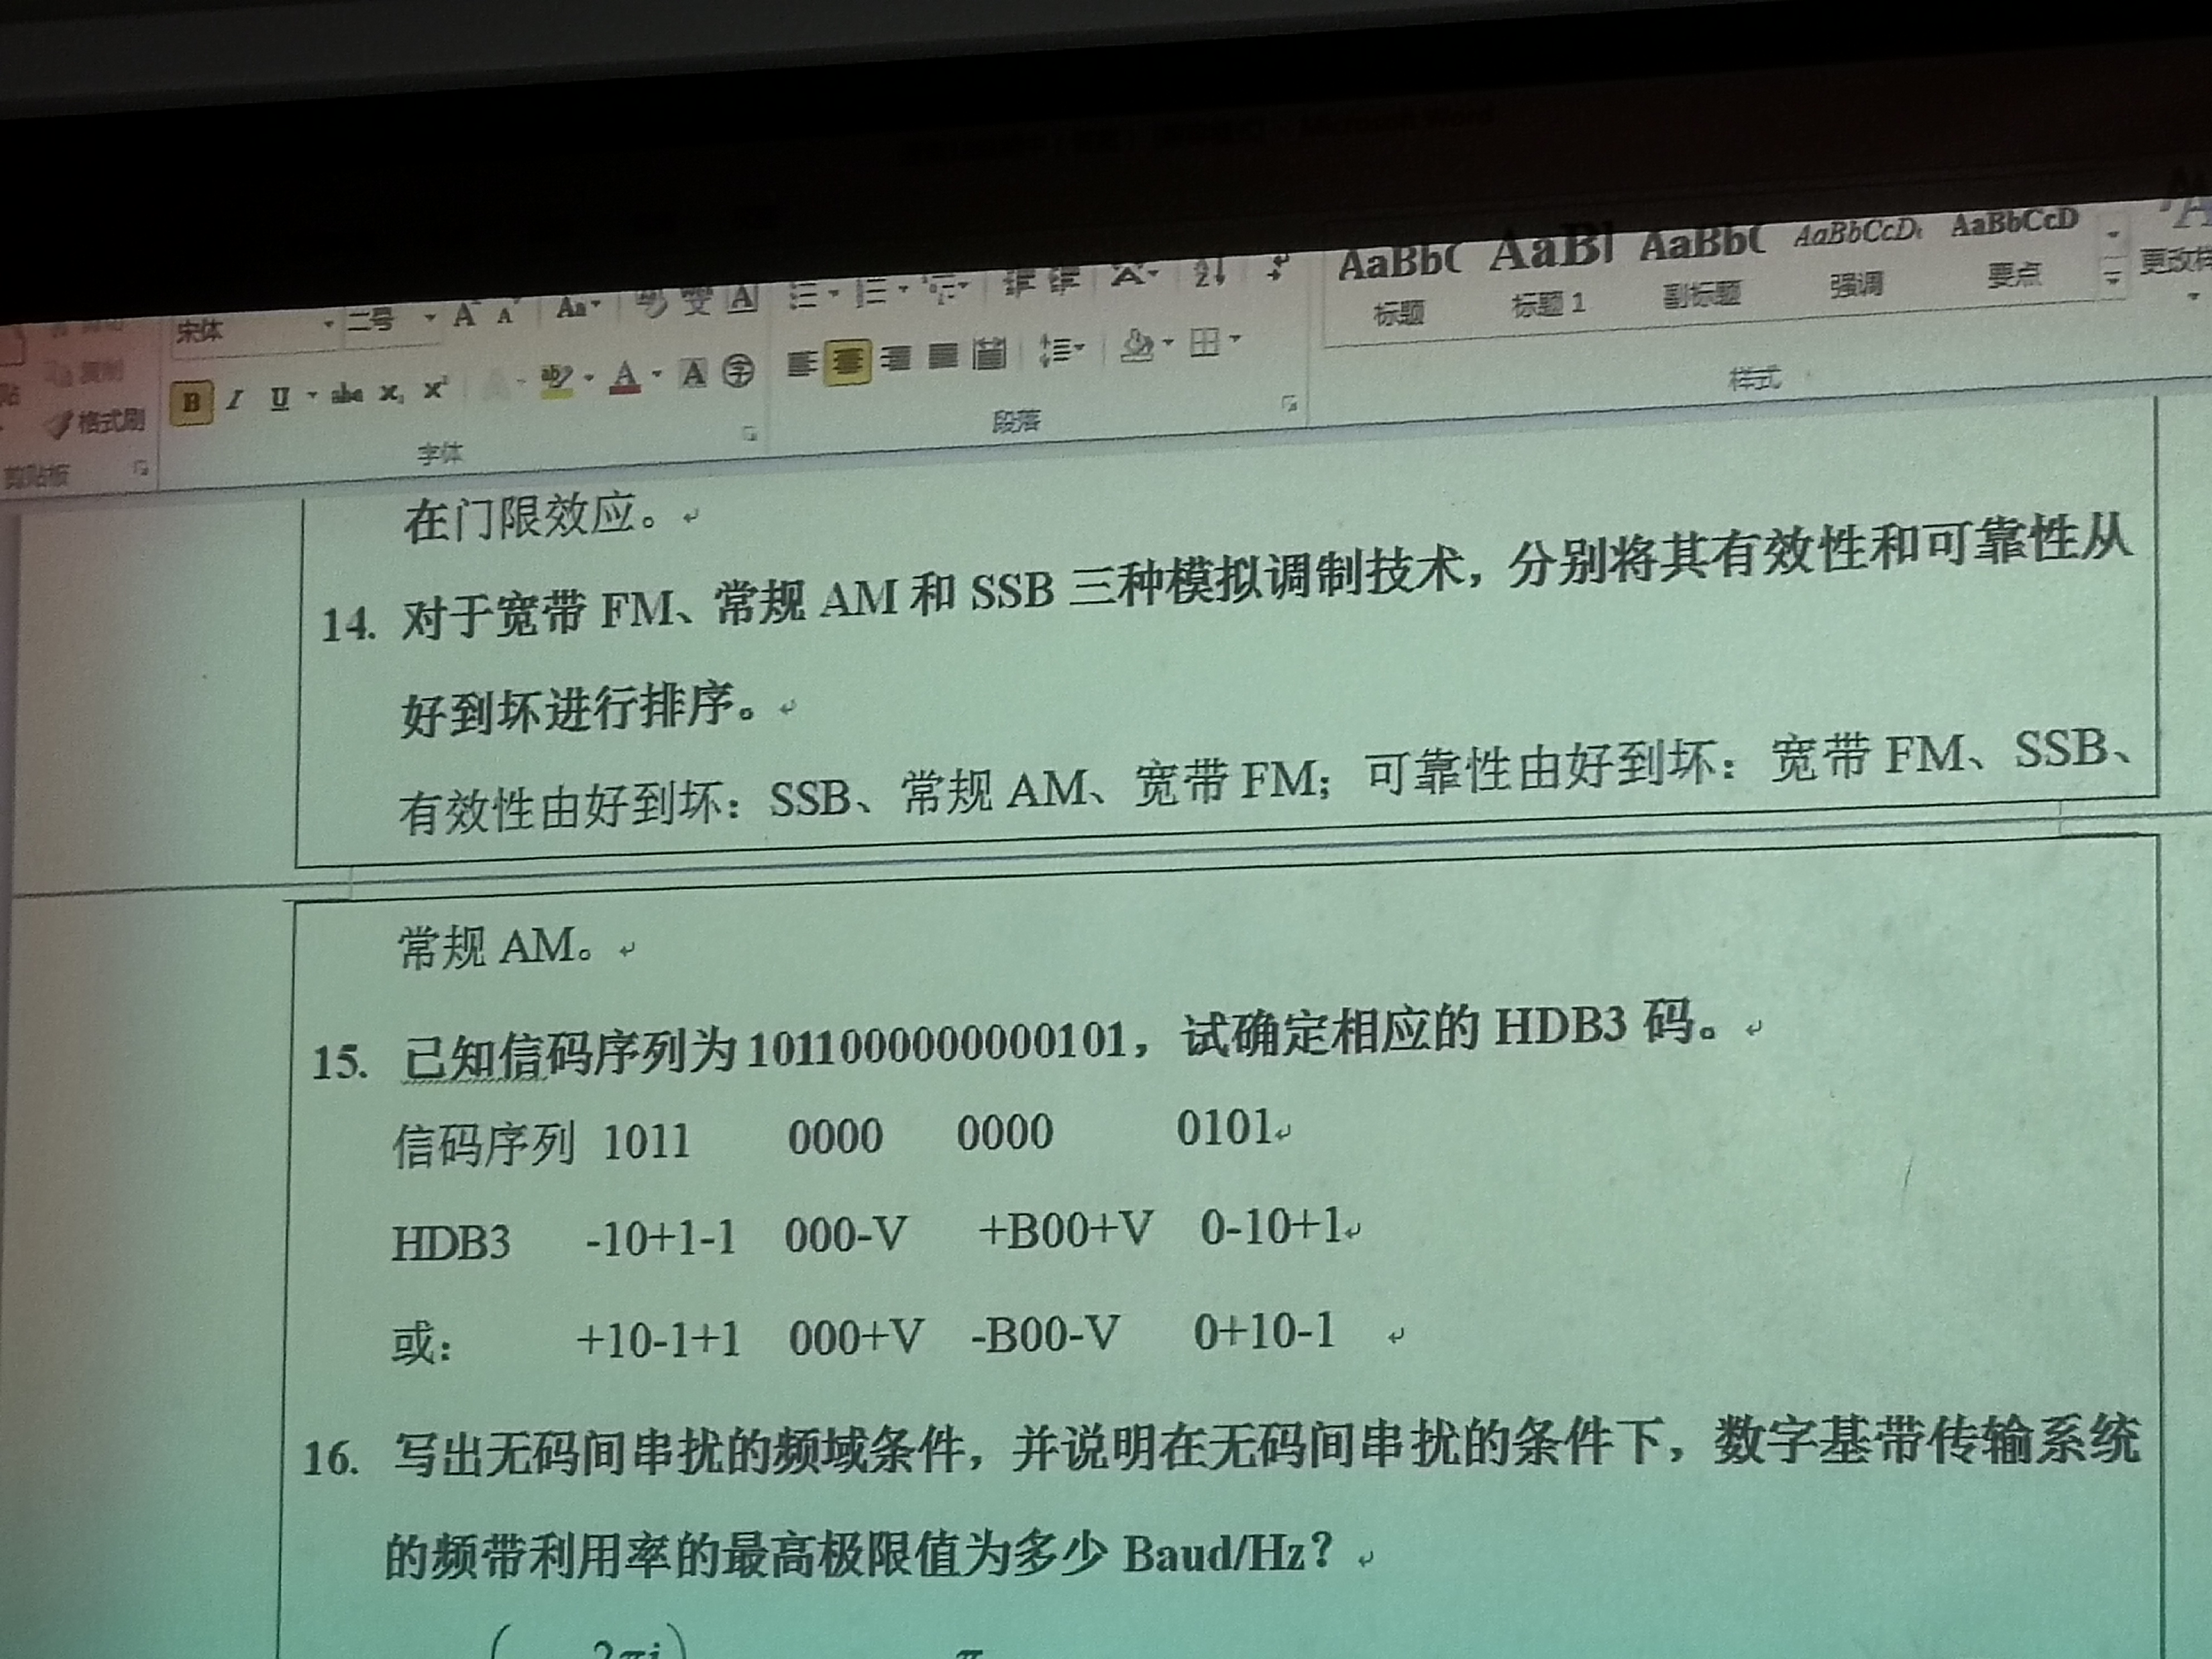 AaBbC AaBl AaBbC AaBbCcD AaBbCcD
标题 标题 1 副标题 强调 要点 更改样
宋体 二号 A A Aa A
复制
B I U abc x x A A 字
格式刷
剪贴板 字体 段落 样式
在门限效应。
14. 对于宽带 FM、常规 AM 和 SSB 三种模拟调制技术，分别将其有效性和可靠性从
好到坏进行排序。
有效性由好到坏：SSB、常规 AM、宽带 FM；可靠性由好到坏：宽带 FM、SSB、
常规 AM。
15. 已知信码序列为 1011000000000101，试确定相应的 HDB3 码。
信码序列 1011 0000 0000 0101
HDB3 -10+1-1 000-V +B00+V 0-10+1
或： +10-1+1 000+V -B00-V 0+10-1
16. 写出无码间串扰的频域条件，并说明在无码间串扰的条件下，数字基带传输系统
的频带利用率的最高极限值为多少 Baud/Hz？